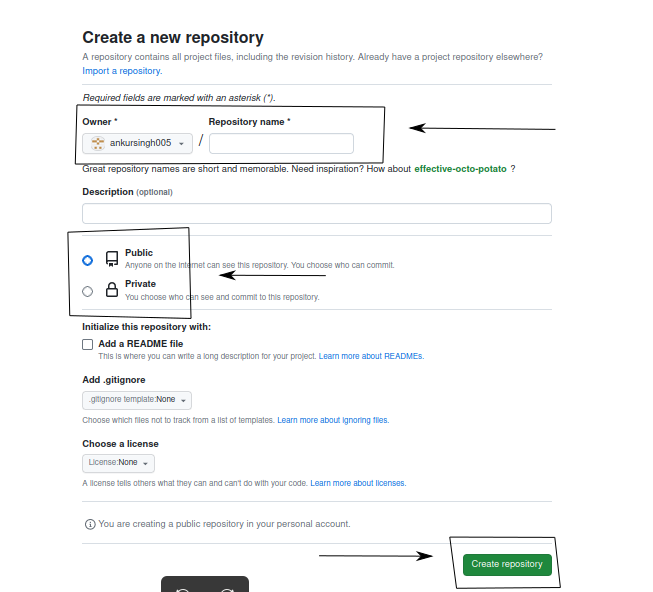 Create a new repository
A repository contains all project files, including the revision history. Already have a project repository elsewhere?
Import a repository.
Required fields are marked with an asterisk (*).
Owner * Repository name *
ankursingh005 /
Great repository names are short and memorable. Need inspiration? How about effective-octo-potato ?
Description (optional)
Public
Anyone on the internet can see this repository. You choose who can commit.
Private
You choose who can see and commit to this repository.
Initialize this repository with:
Add a README file
This is where you can write a long description for your project. Learn more about READMEs.
Add .gitignore
.gitignore template:None
Choose which files not to track from a list of templates. Learn more about ignoring files.
Choose a license
License:None
A license tells others what they can and can't do with your code. Learn more about licenses.
You are creating a public repository in your personal account.
Create repository